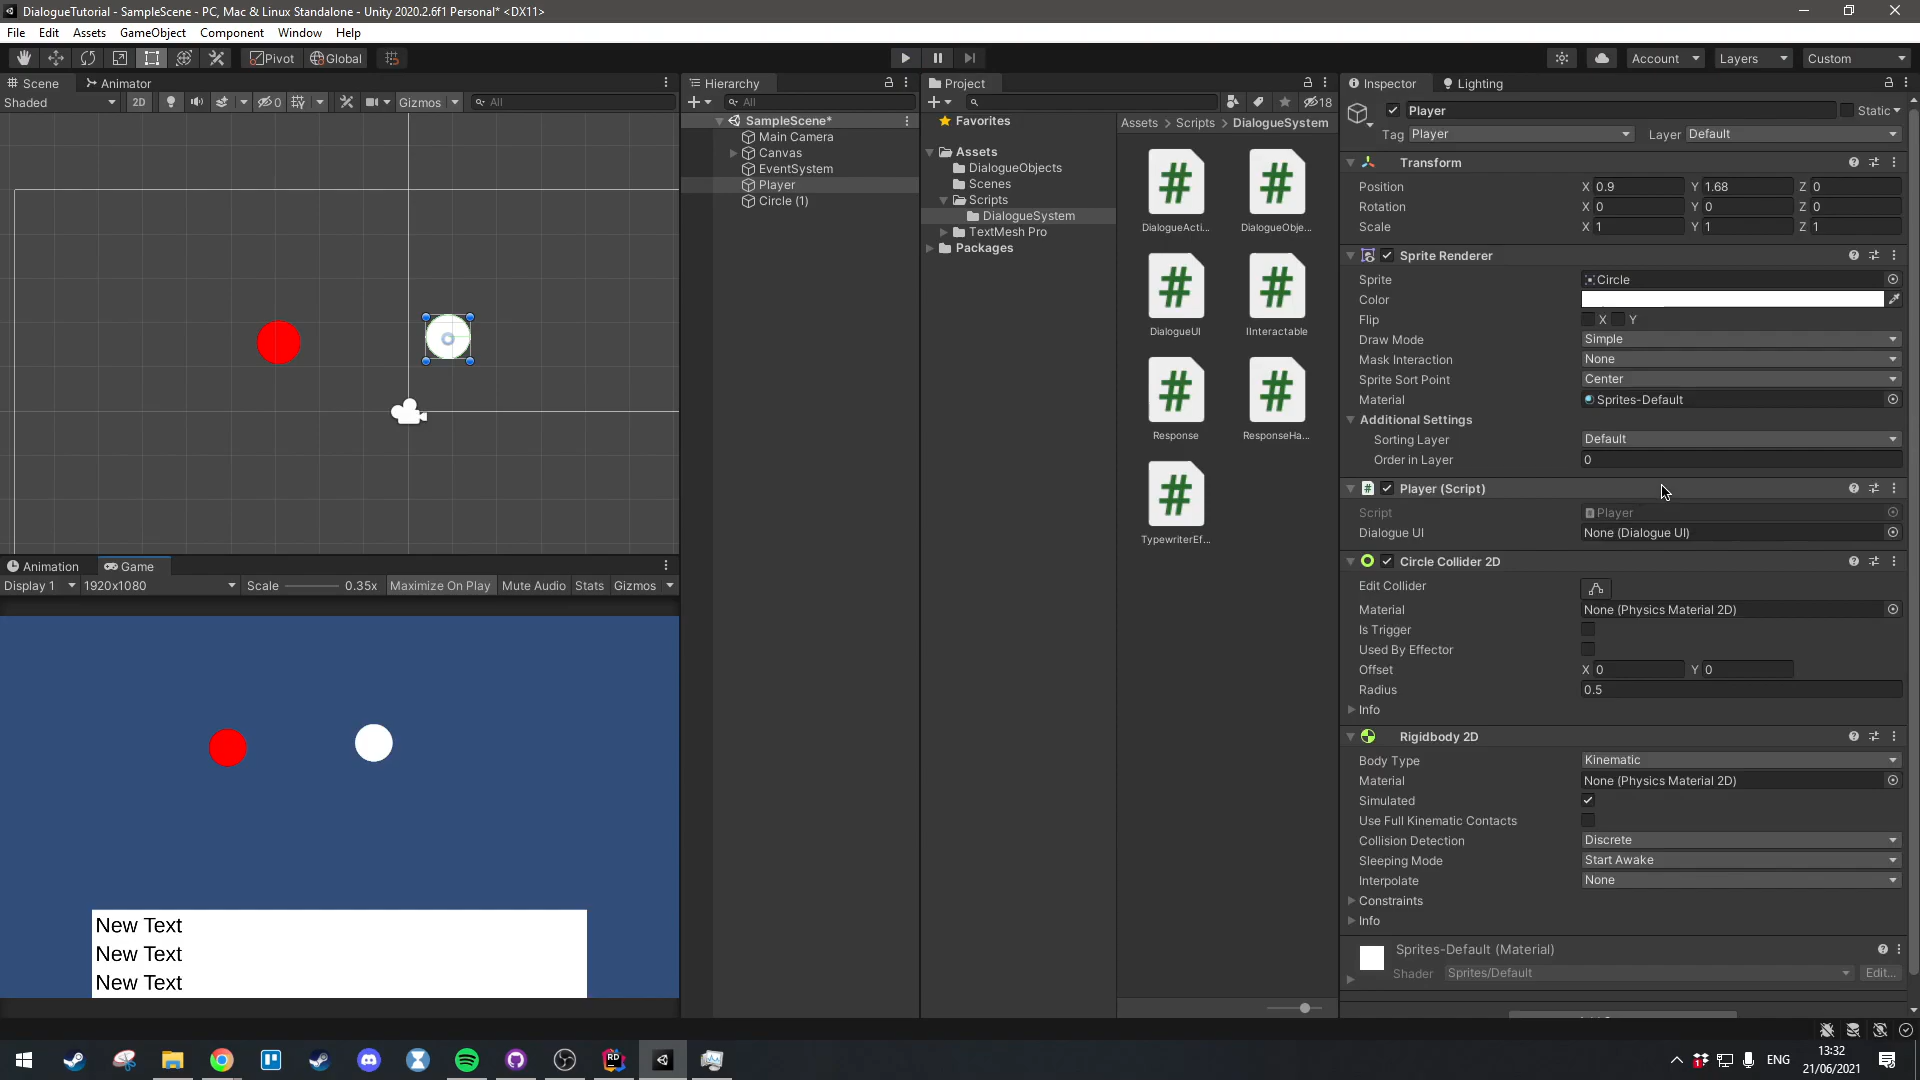 DialogueTutorial - SampleScene - PC, Mac & Linux Standalone - Unity 2020.2.6f1 Personal* <DX11>
File Edit Assets GameObject Component Window Help
Pivot Global
Account Layers Custom
Scene Animator
Shaded 2D 0 Gizmos All
Hierarchy
All
SampleScene*
Main Camera
Canvas
EventSystem
Player
Circle (1)
Project
18
Favorites
Assets
DialogueObjects
Scenes
Scripts
DialogueSystem
TextMesh Pro
Packages
Assets > Scripts > DialogueSystem
DialogueActi... DialogueObje...
DialogueUI IInteractable
Response ResponseHa...
TypewriterEf...
Inspector Lighting
Player Static
Tag Player Layer Default
Transform
Position X 0.9 Y 1.68 Z 0
Rotation X 0 Y 0 Z 0
Scale X 1 Y 1 Z 1
Sprite Renderer
Sprite Circle
Color
Flip X Y
Draw Mode Simple
Mask Interaction None
Sprite Sort Point Center
Material Sprites-Default
Additional Settings
Sorting Layer Default
Order in Layer 0
Player (Script)
Script Player
Dialogue UI None (Dialogue UI)
Circle Collider 2D
Edit Collider
Material None (Physics Material 2D)
Is Trigger
Used By Effector
Offset X 0 Y 0
Radius 0.5
Info
Rigidbody 2D
Body Type Kinematic
Material None (Physics Material 2D)
Simulated
Use Full Kinematic Contacts
Collision Detection Discrete
Sleeping Mode Start Awake
Interpolate None
Constraints
Info
Sprites-Default (Material)
Shader Sprites/Default Edit...
Animation Game
Display 1 1920x1080 Scale 0.35x Maximize On Play Mute Audio Stats Gizmos
New Text
New Text
New Text
ENG
13:32
21/06/2021